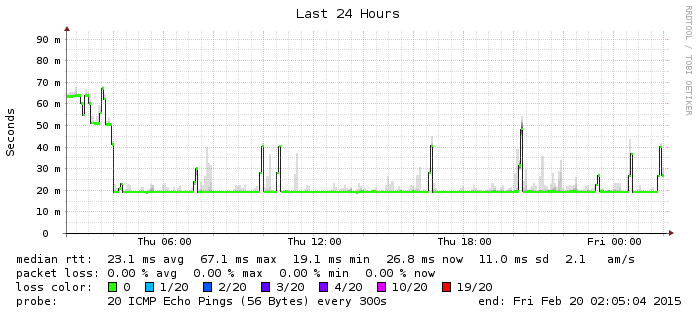 Last 24 Hours
RRDTOOL / TOBI OETIKER
Seconds
90 m
80 m
70 m
60 m
50 m
40 m
30 m
20 m
10 m
0
Thu 06:00 Thu 12:00 Thu 18:00 Fri 00:00
median rtt: 23.1 ms avg 67.1 ms max 19.1 ms min 26.8 ms now 11.0 ms sd 2.1 am/s
packet loss: 0.00 % avg 0.00 % max 0.00 % min 0.00 % now
loss color: 0 1/20 2/20 3/20 4/20 10/20 19/20
probe: 20 ICMP Echo Pings (56 Bytes) every 300s end: Fri Feb 20 02:05:04 2015